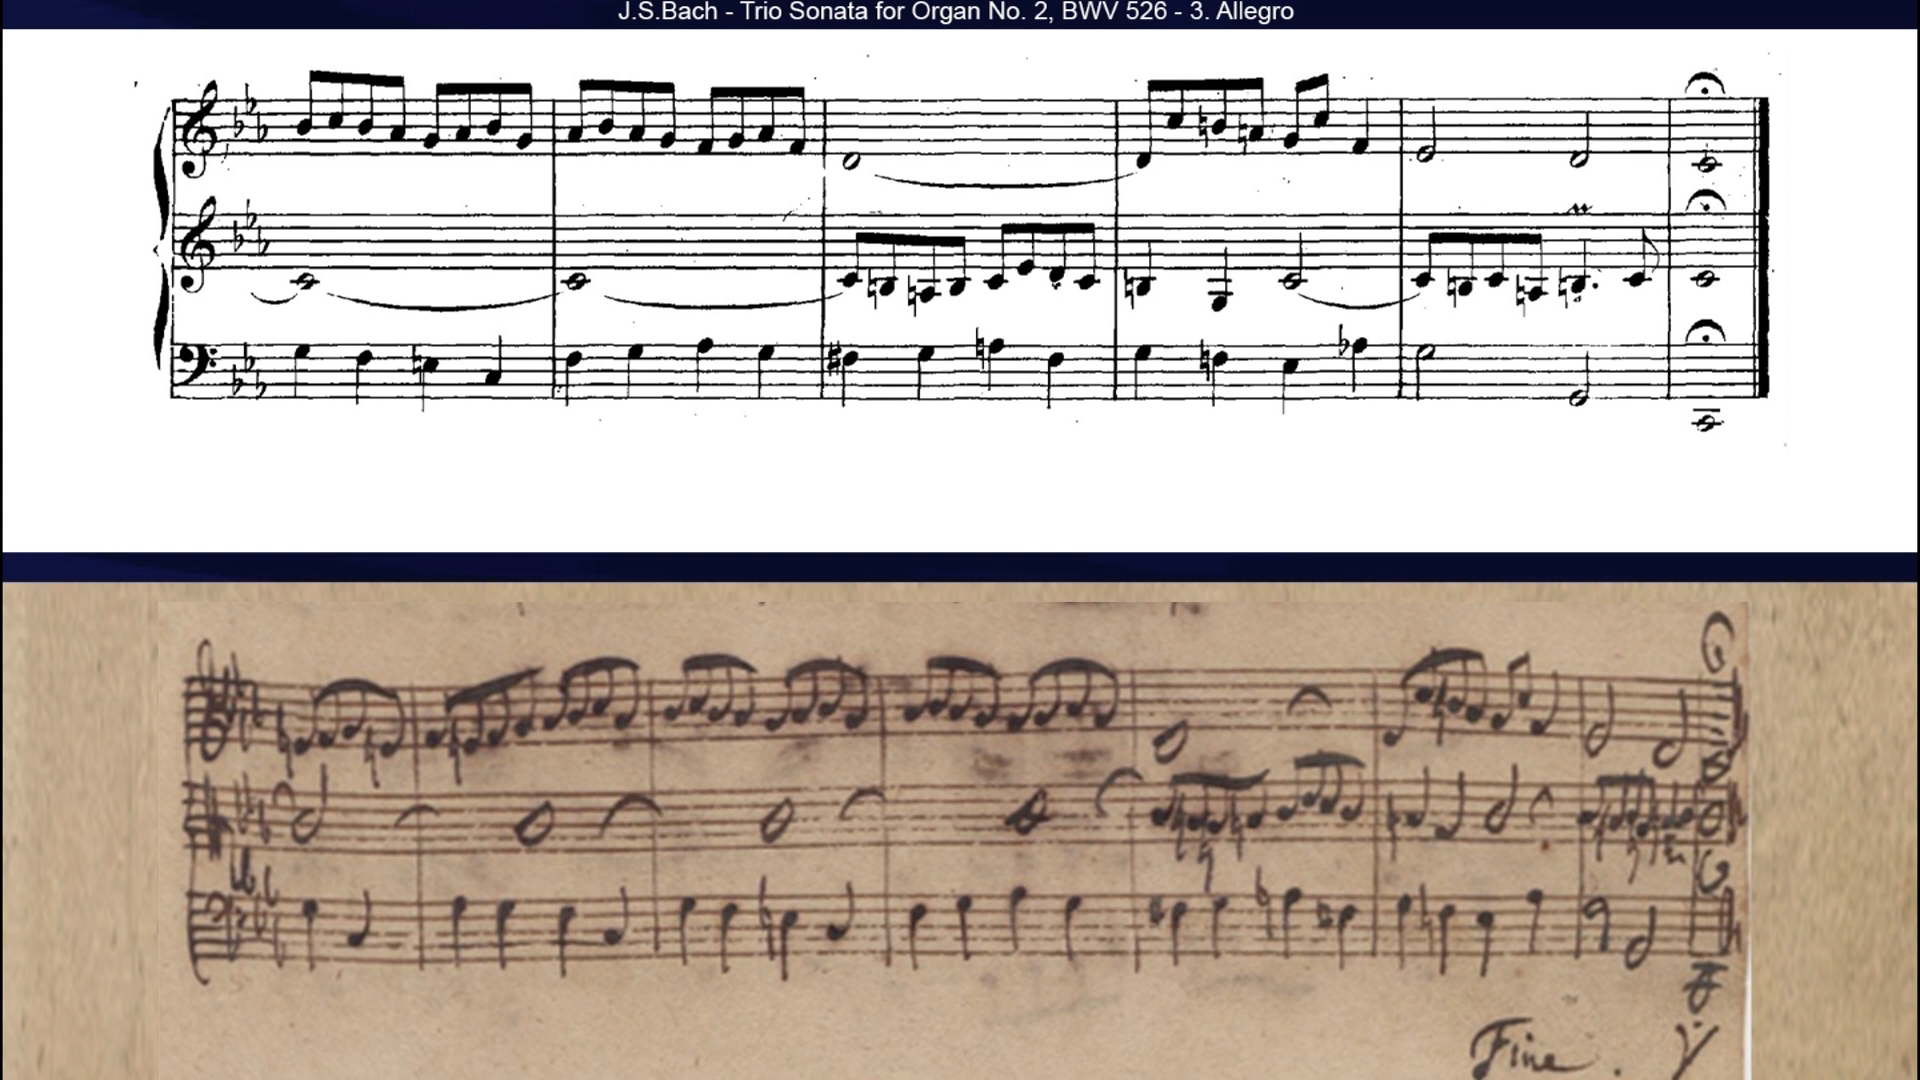 J.S.Bach - Trio Sonata for Organ No. 2, BWV 526 - 3. Allegro
Fine.